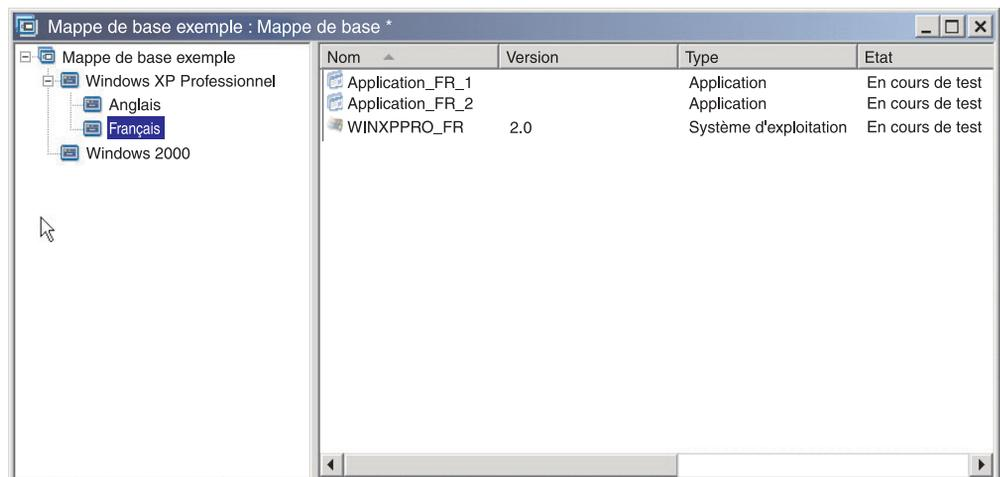 Mappe de base exemple : Mappe de base *
Mappe de base exemple
Windows XP Professionnel
Anglais
Français
Windows 2000
Nom Version Type Etat
Application_FR_1 Application En cours de test
Application_FR_2 Application En cours de test
WINXPPRO_FR 2.0 Système d'exploitation En cours de test